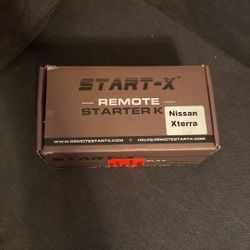 START-X®
REMOTE
STARTER K
Nissan
Xterra
WWW.REMOTESTARTX.COM
HELP@REMOTESTARTX.COM